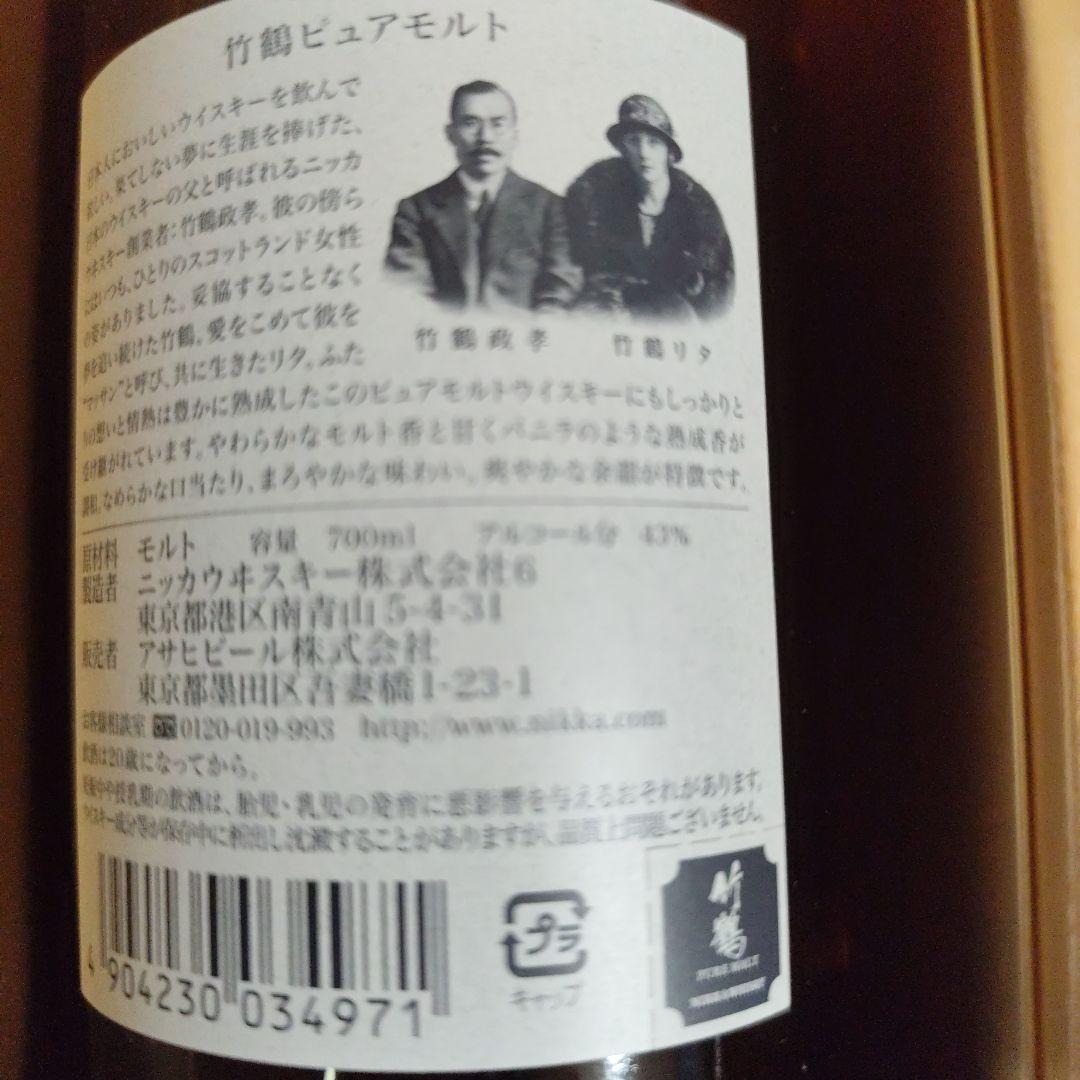 竹鶴ピュアモルト
日本人においしいウイスキーを飲んで
欲しい。果てしない夢に生涯を捧げた、
日本のウイスキーの父と呼ばれるニッカ
ウヰスキー創業者：竹鶴政孝。彼の傍ら
にはいつも、ひとりのスコットランド女性
の姿がありました。妥協することなく
夢を追い続けた竹鶴。愛をこめて彼を
"マッサン"と呼び、共に生きたリタ。ふた
りの想いと情熱は豊かに熟成したこのピュアモルトウイスキーにもしっかりと
受け継がれています。やわらかなモルト香と甘くバニラのような熟成香が
調和。なめらかな口当たり、まろやかな味わい。爽やかな余韻が特徴です。
竹鶴政孝
竹鶴リタ
原材料 モルト 容量 700ml アルコール分 43%
製造者 ニッカウヰスキー株式会社6
東京都港区南青山5-4-31
販売者 アサヒビール株式会社
東京都墨田区吾妻橋1-23-1
お客様相談室 0120-019-993 http://www.nikka.com
飲酒は20歳になってから。
妊娠中や授乳期の飲酒は、胎児・乳児の発育に悪影響を与えるおそれがあります。
ウイスキー成分等が保存中に析出し沈澱することがありますが、品質上問題ございません。
4 904230 034971
プラ
キャップ
竹鶴
PURE MALT
NIKKA WHISKY